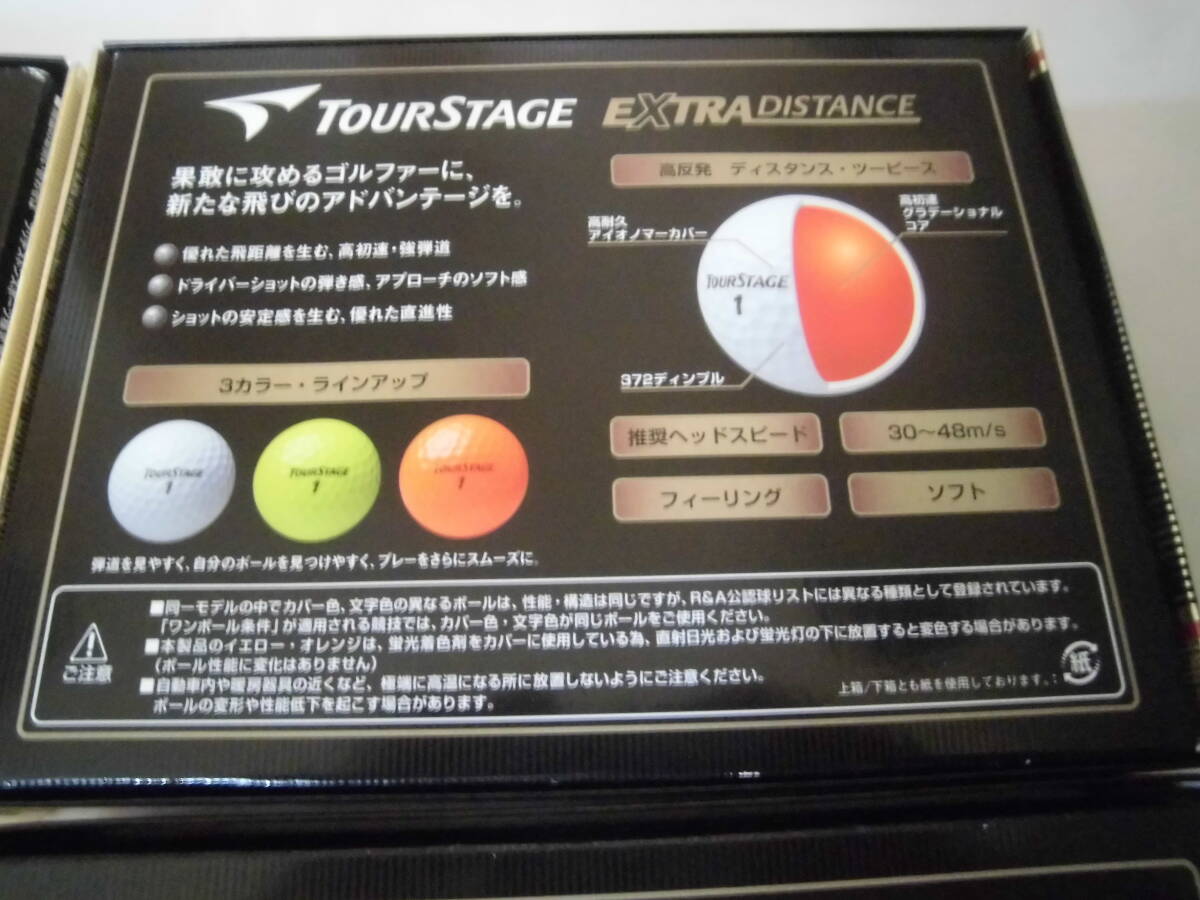 TOURSTAGE EXTRA DISTANCE
果敢に攻めるゴルファーに、
新たな飛びのアドバンテージを。
優れた飛距離を生む、高初速・強弾道
ドライバーショットの弾き感、アプローチのソフト感
ショットの安定感を生む、優れた直進性
高反発 ディスタンス・ツーピース
高耐久
アイオノマーカバー
高初速
グラデーショナル
コア
TOURSTAGE
1
372ディンプル
3カラー・ラインアップ
TOURSTAGE
1
TOURSTAGE
1
TOURSTAGE
1
弾道を見やすく、自分のボールを見つけやすく、プレーをさらにスムーズに。
推奨ヘッドスピード
30〜48m/s
フィーリング
ソフト
ご注意
■同一モデルの中でカバー色、文字色の異なるボールは、性能・構造は同じですが、R&A公認球リストには異なる種類として登録されています。
「ワンボール条件」が適用される競技では、カバー色・文字色が同じボールをご使用ください。
■本製品のイエロー・オレンジは、蛍光着色剤をカバーに使用している為、直射日光および蛍光灯の下に放置すると変色する場合があります。
(ボール性能に変化はありません)
■自動車内や暖房器具の近くなど、極端に高温になる所に放置しないようにご注意ください。
ボールの変形や性能低下を起こす場合があります。
上箱/下箱とも紙を使用しております。:
紙